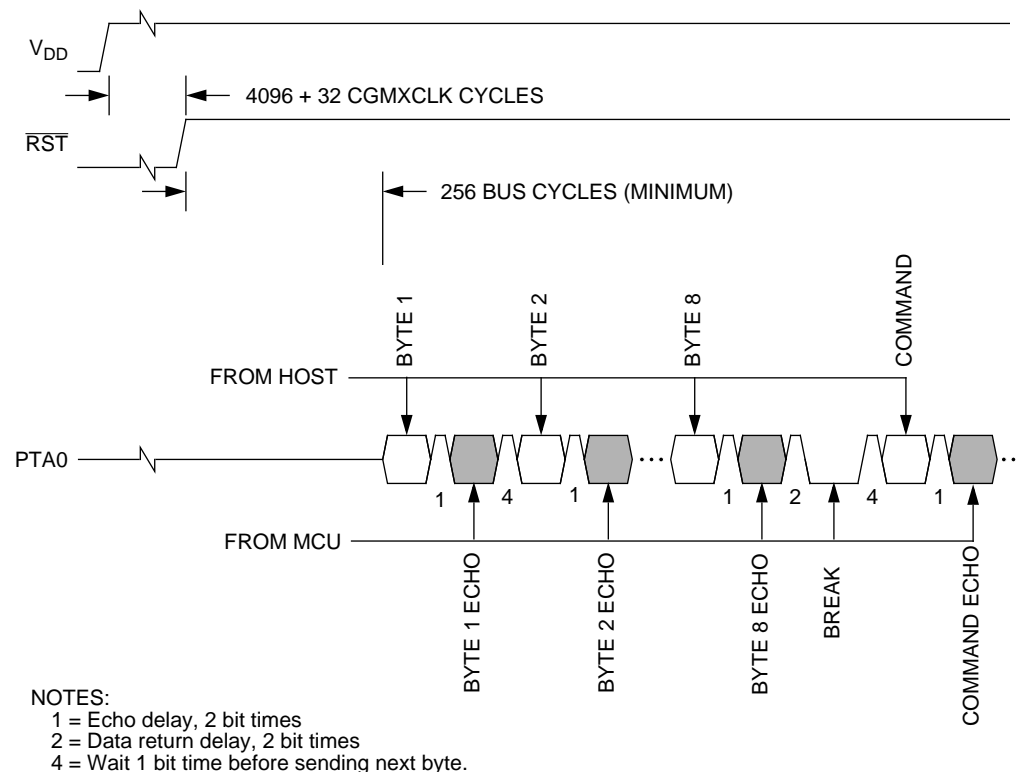 VDD
4096 + 32 CGMXCLK CYCLES
RST
256 BUS CYCLES (MINIMUM)
BYTE 1
BYTE 2
BYTE 8
COMMAND
FROM HOST
PTA0
1
4
1
1
2
4
1
FROM MCU
BYTE 1 ECHO
BYTE 2 ECHO
BYTE 8 ECHO
BREAK
COMMAND ECHO
NOTES:
1 = Echo delay, 2 bit times
2 = Data return delay, 2 bit times
4 = Wait 1 bit time before sending next byte.